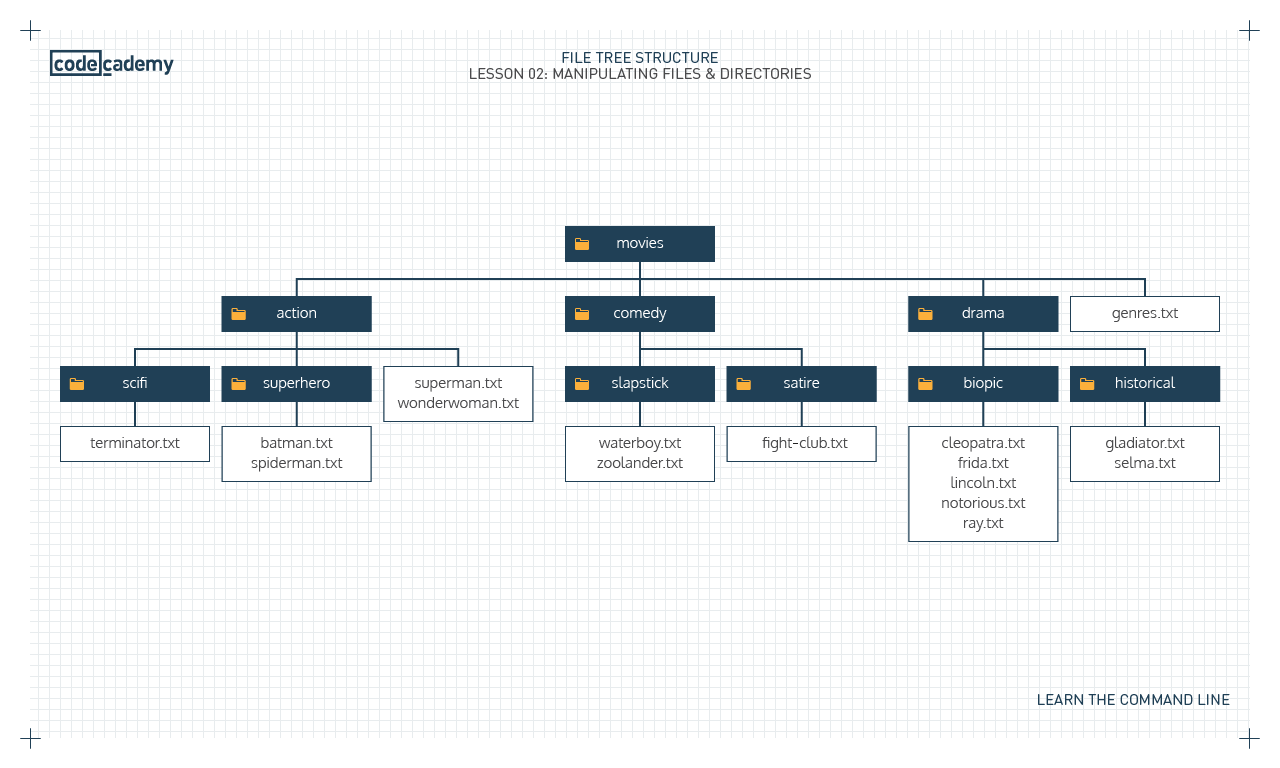 codecademy
FILE TREE STRUCTURE
LESSON 02: MANIPULATING FILES & DIRECTORIES
movies
action
comedy
drama
genres.txt
scifi
superhero
superman.txt
wonderwoman.txt
slapstick
satire
biopic
historical
terminator.txt
batman.txt
spiderman.txt
waterboy.txt
zoolander.txt
fight-club.txt
cleopatra.txt
frida.txt
lincoln.txt
notorious.txt
ray.txt
gladiator.txt
selma.txt
LEARN THE COMMAND LINE